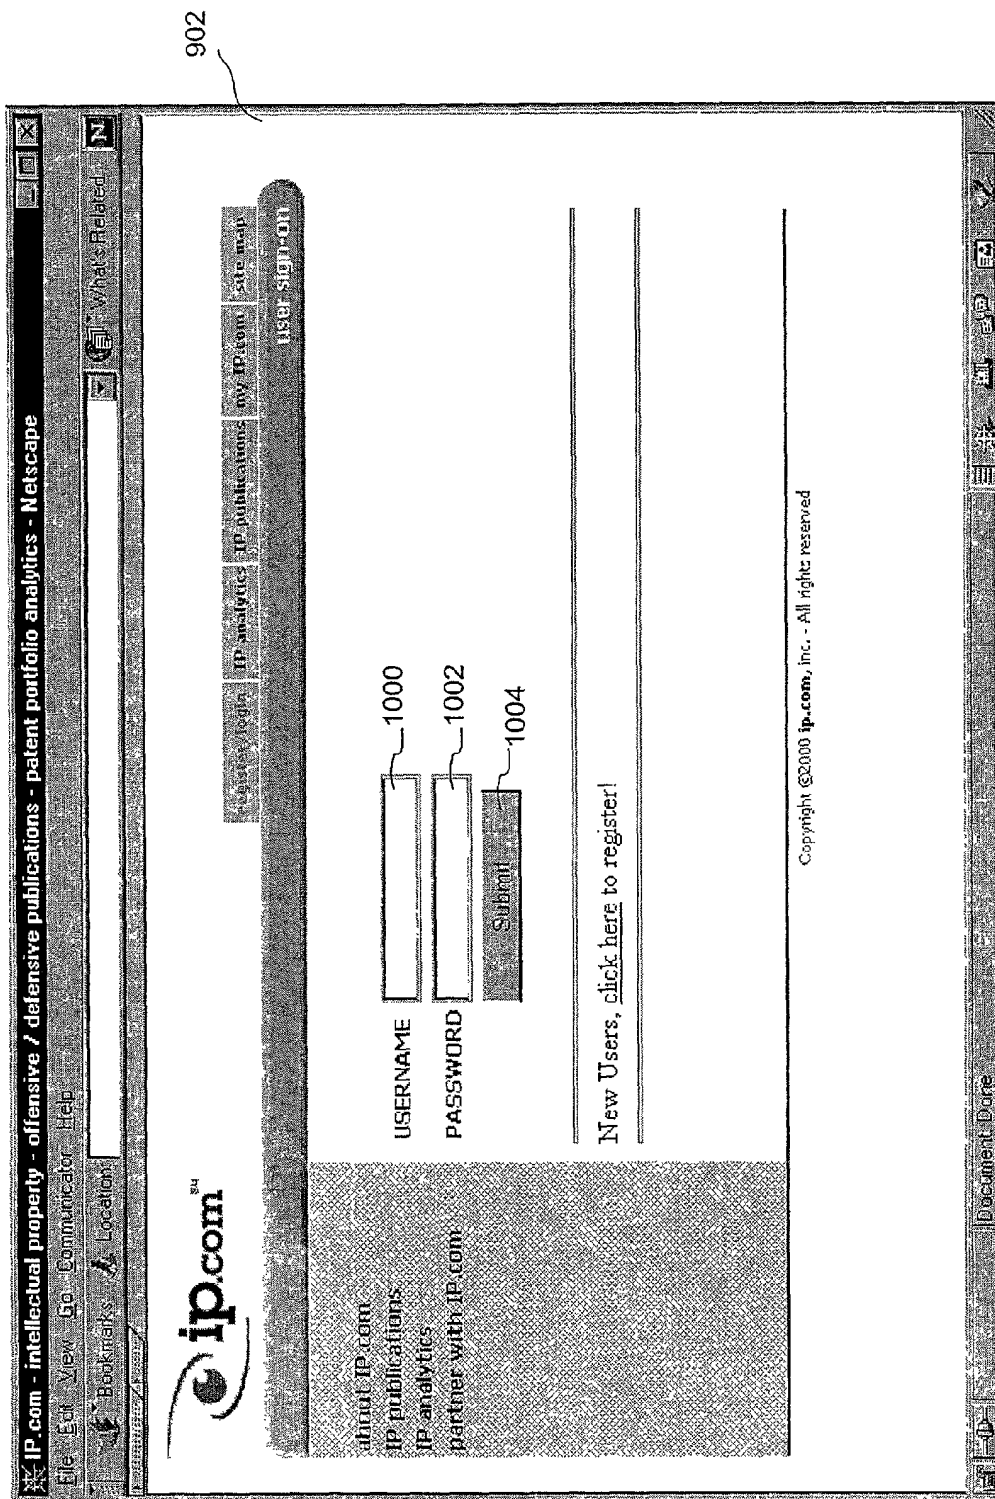 IP.com - intellectual property - offensive / defensive publications - patent portfolio analytics - Netscape
File Edit View Go Communicator Help
Bookmarks Location What's Related N
902
ip.com SM
register/login IP analytics IP publications my IP.com site map
user sign-on
about IP.com
IP publications
IP analytics
partner with IP.com
USERNAME 1000
PASSWORD 1002
Submit 1004
New Users, click here to register!
Copyright ©2000 ip.com, inc. - All rights reserved
Document Done